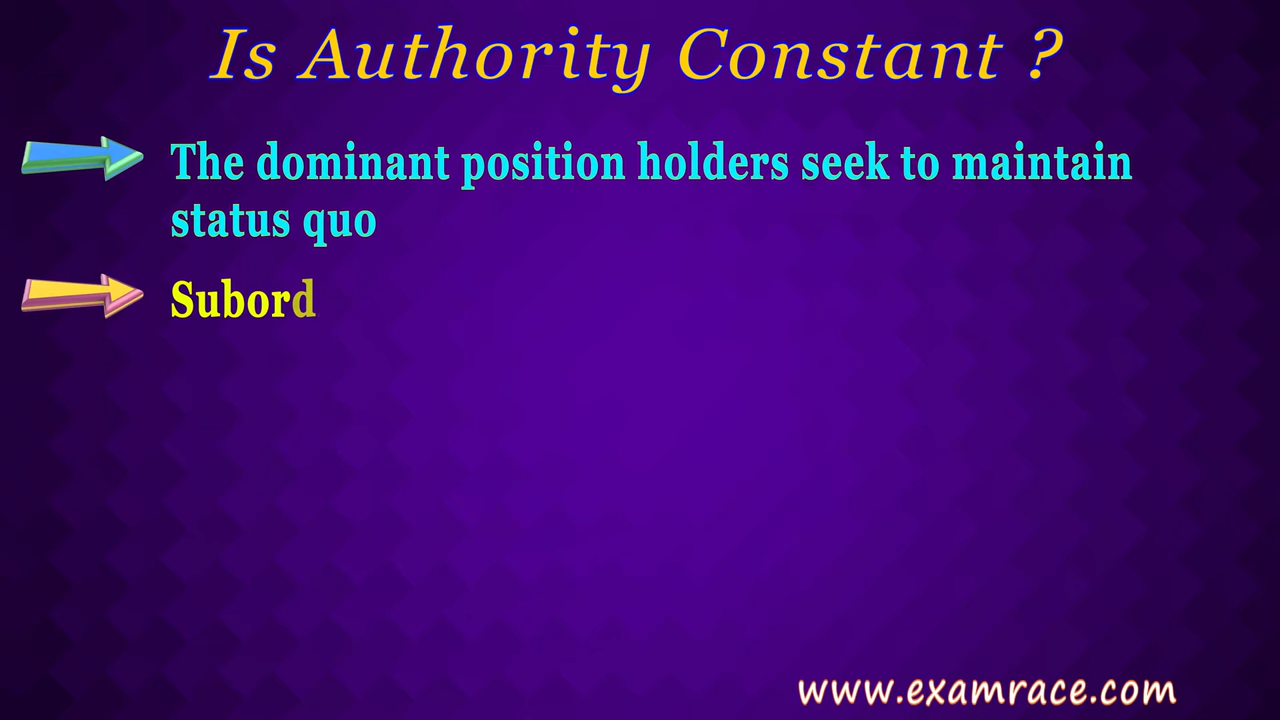 Is Authority Constant ?
The dominant position holders seek to maintain
status quo
Subord
www.examrace.com